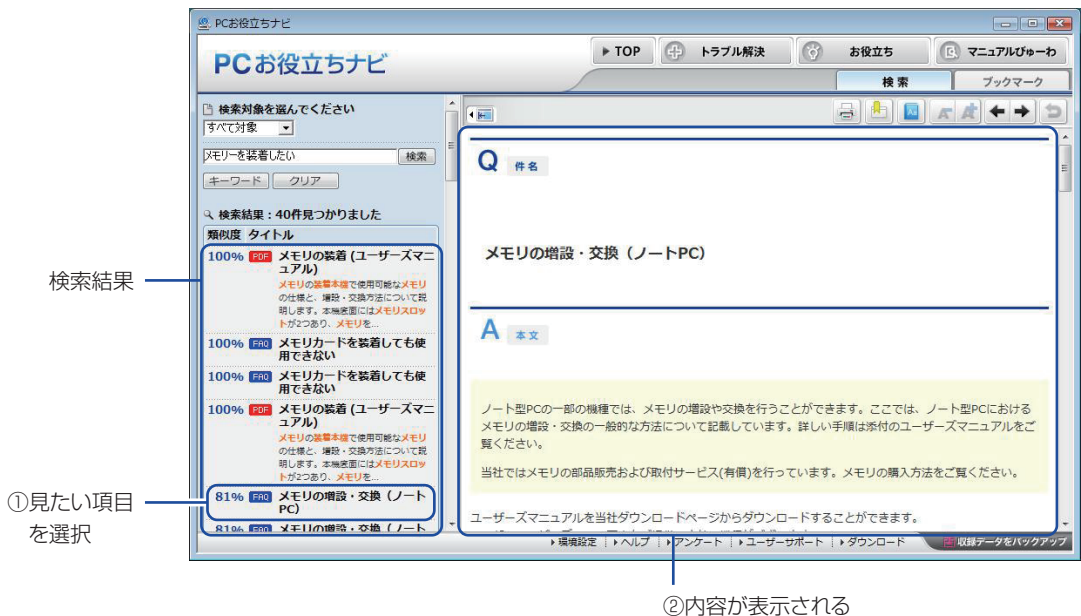 PCお役立ちナビ
PCお役立ちナビ
TOP
トラブル解決
お役立ち
マニュアルびゅーわ
検索
ブックマーク
検索対象を選んでください
すべて対象
メモリーを装着したい
検索
キーワード
クリア
検索結果：40件見つかりました
類似度 タイトル
100% PDF メモリの装着 (ユーザーズマニ
ュアル)
メモリの装着本機で使用可能なメモリ
の仕様と、増設・交換方法について説
明します。本機底面にはメモリスロッ
トが2つあり、メモリを...
100% FAQ メモリカードを装着しても使
用できない
100% FAQ メモリカードを装着しても使
用できない
100% PDF メモリの装着 (ユーザーズマニ
ュアル)
メモリの装着本機で使用可能なメモリ
の仕様と、増設・交換方法について説
明します。本機底面にはメモリスロッ
トが2つあり、メモリを...
81% FAQ メモリの増設・交換（ノート
PC）
81% FAQ メモリの増設・交換（ノート
Q 件名
メモリの増設・交換（ノートPC）
A 本文
ノート型PCの一部の機種では、メモリの増設や交換を行うことができます。ここでは、ノート型PCにおける
メモリの増設・交換の一般的な方法について記載しています。詳しい手順は添付のユーザーズマニュアルをご
覧ください。
当社ではメモリの部品販売および取付サービス(有償)を行っています。メモリの購入方法をご覧ください。
ユーザーズマニュアルを当社ダウンロードページからダウンロードすることができます。
環境設定
ヘルプ
アンケート
ユーザーサポート
ダウンロード
収録データをバックアップ
検索結果
①見たい項目
を選択
②内容が表示される